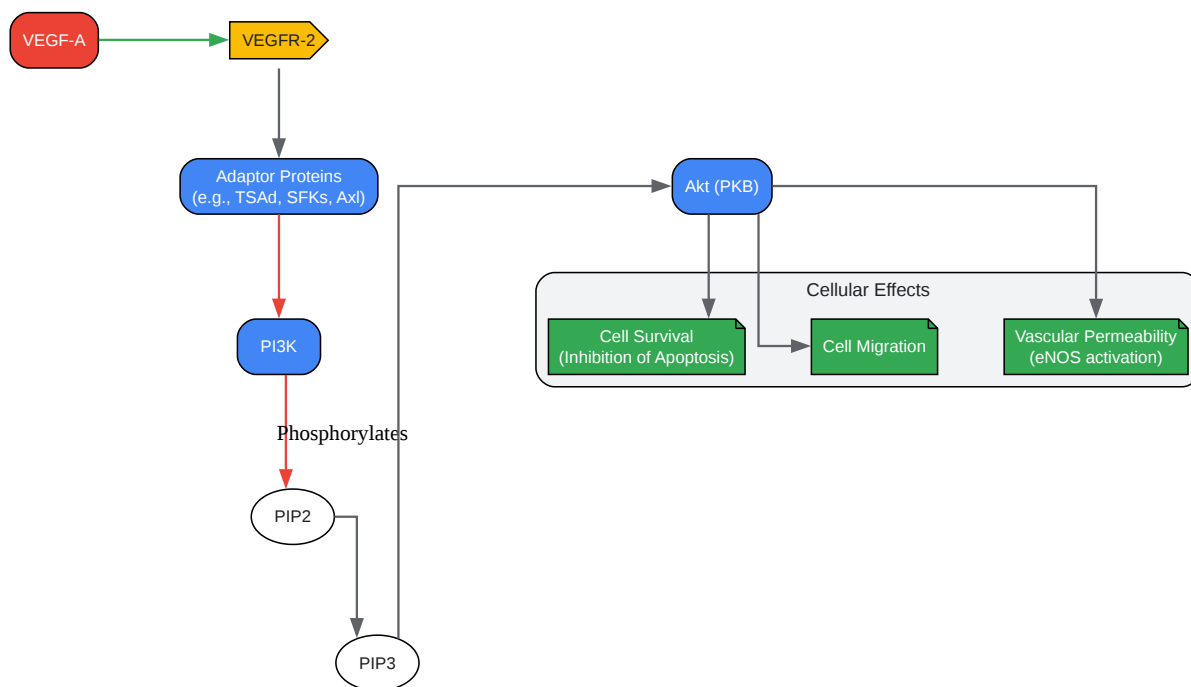 VEGF-A
VEGFR-2
Adaptor Proteins
(e.g., TSAd, SFKs, Axl)
Akt (PKB)
Cellular Effects
Cell Survival
(Inhibition of Apoptosis)
Cell Migration
Vascular Permeability
(eNOS activation)
PI3K
Phosphorylates
PIP2
PIP3